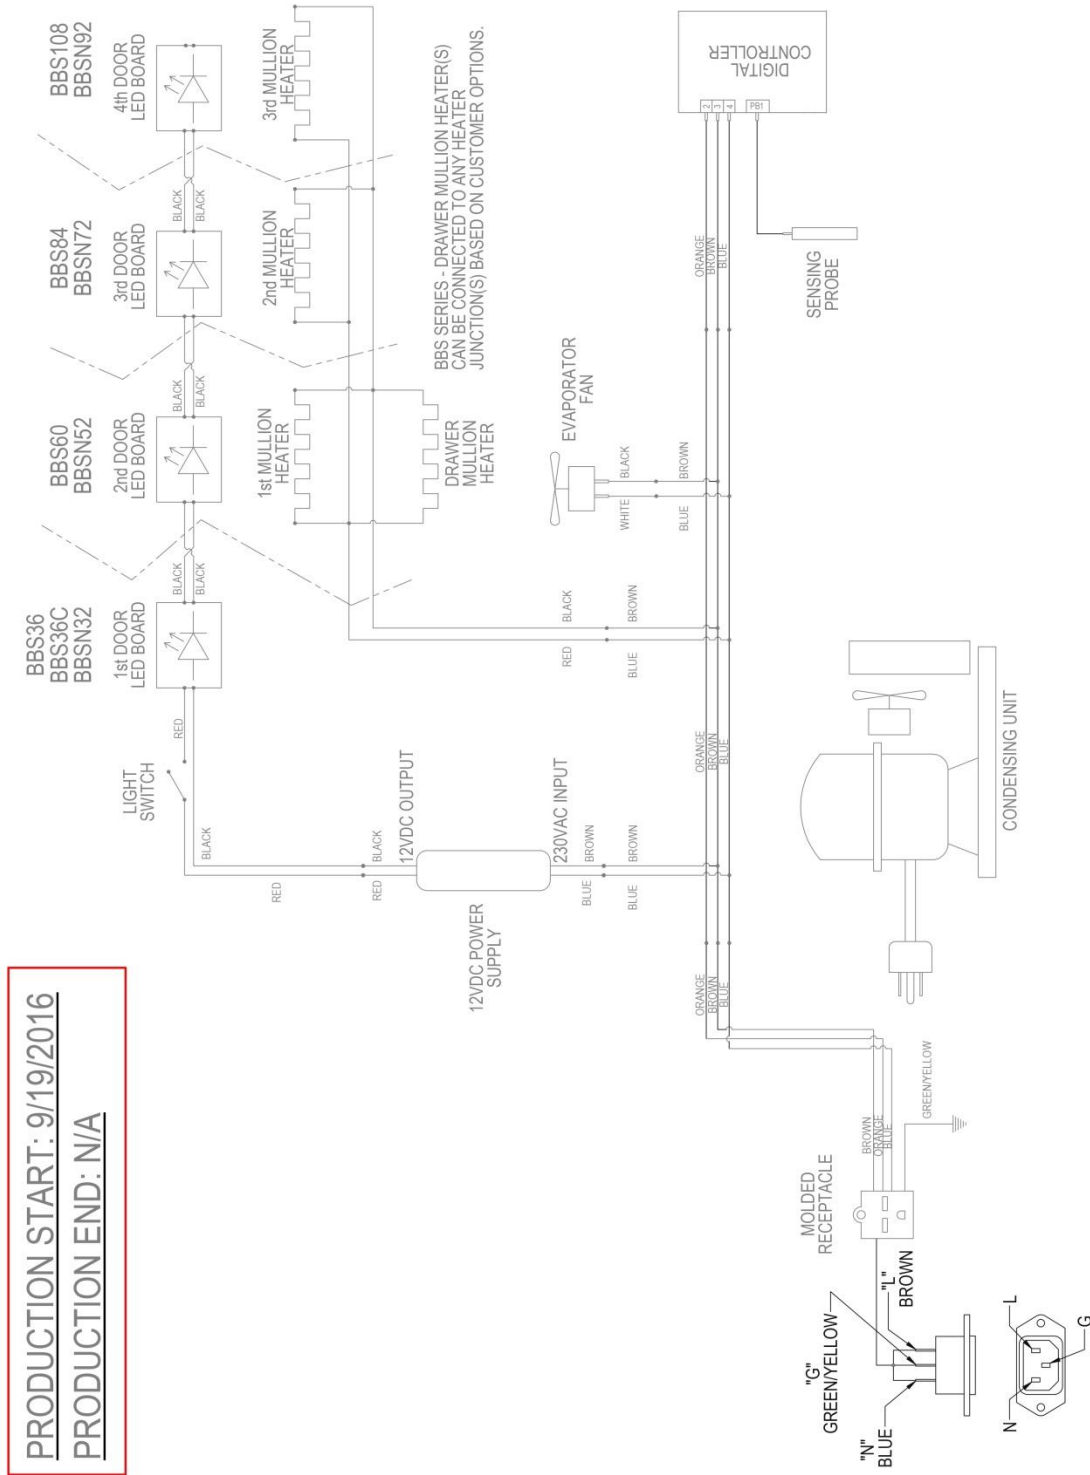 PRODUCTION START: 9/19/2016
PRODUCTION END: N/A
BBS36
BBS36C
BBSN32
1st DOOR
LED BOARD
BBS60
BBSN52
2nd DOOR
LED BOARD
BBS84
BBSN72
3rd DOOR
LED BOARD
BBS108
BBSN92
4th DOOR
LED BOARD
LIGHT
SWITCH
RED
BLACK
BLACK
BLACK
BLACK
BLACK
BLACK
BLACK
BLACK
RED
RED
BLACK
12VDC OUTPUT
12VDC POWER
SUPPLY
230VAC INPUT
BLUE
BROWN
BLUE
BROWN
1st MULLION
HEATER
2nd MULLION
HEATER
3rd MULLION
HEATER
DRAWER
MULLION
HEATER
BBS SERIES - DRAWER MULLION HEATER(S)
CAN BE CONNECTED TO ANY HEATER
JUNCTION(S) BASED ON CUSTOMER OPTIONS.
RED
BLACK
BLUE
BROWN
EVAPORATOR
FAN
WHITE
BLACK
BLUE
BROWN
ORANGE
BROWN
BLUE
ORANGE
BROWN
BLUE
ORANGE
BROWN
BLUE
DIGITAL
CONTROLLER
2
3
4
PB1
SENSING
PROBE
CONDENSING UNIT
MOLDED
RECEPTACLE
BROWN
ORANGE
BLUE
GREEN/YELLOW
"G"
GREEN/YELLOW
"L"
BROWN
"N"
BLUE
N
L
G